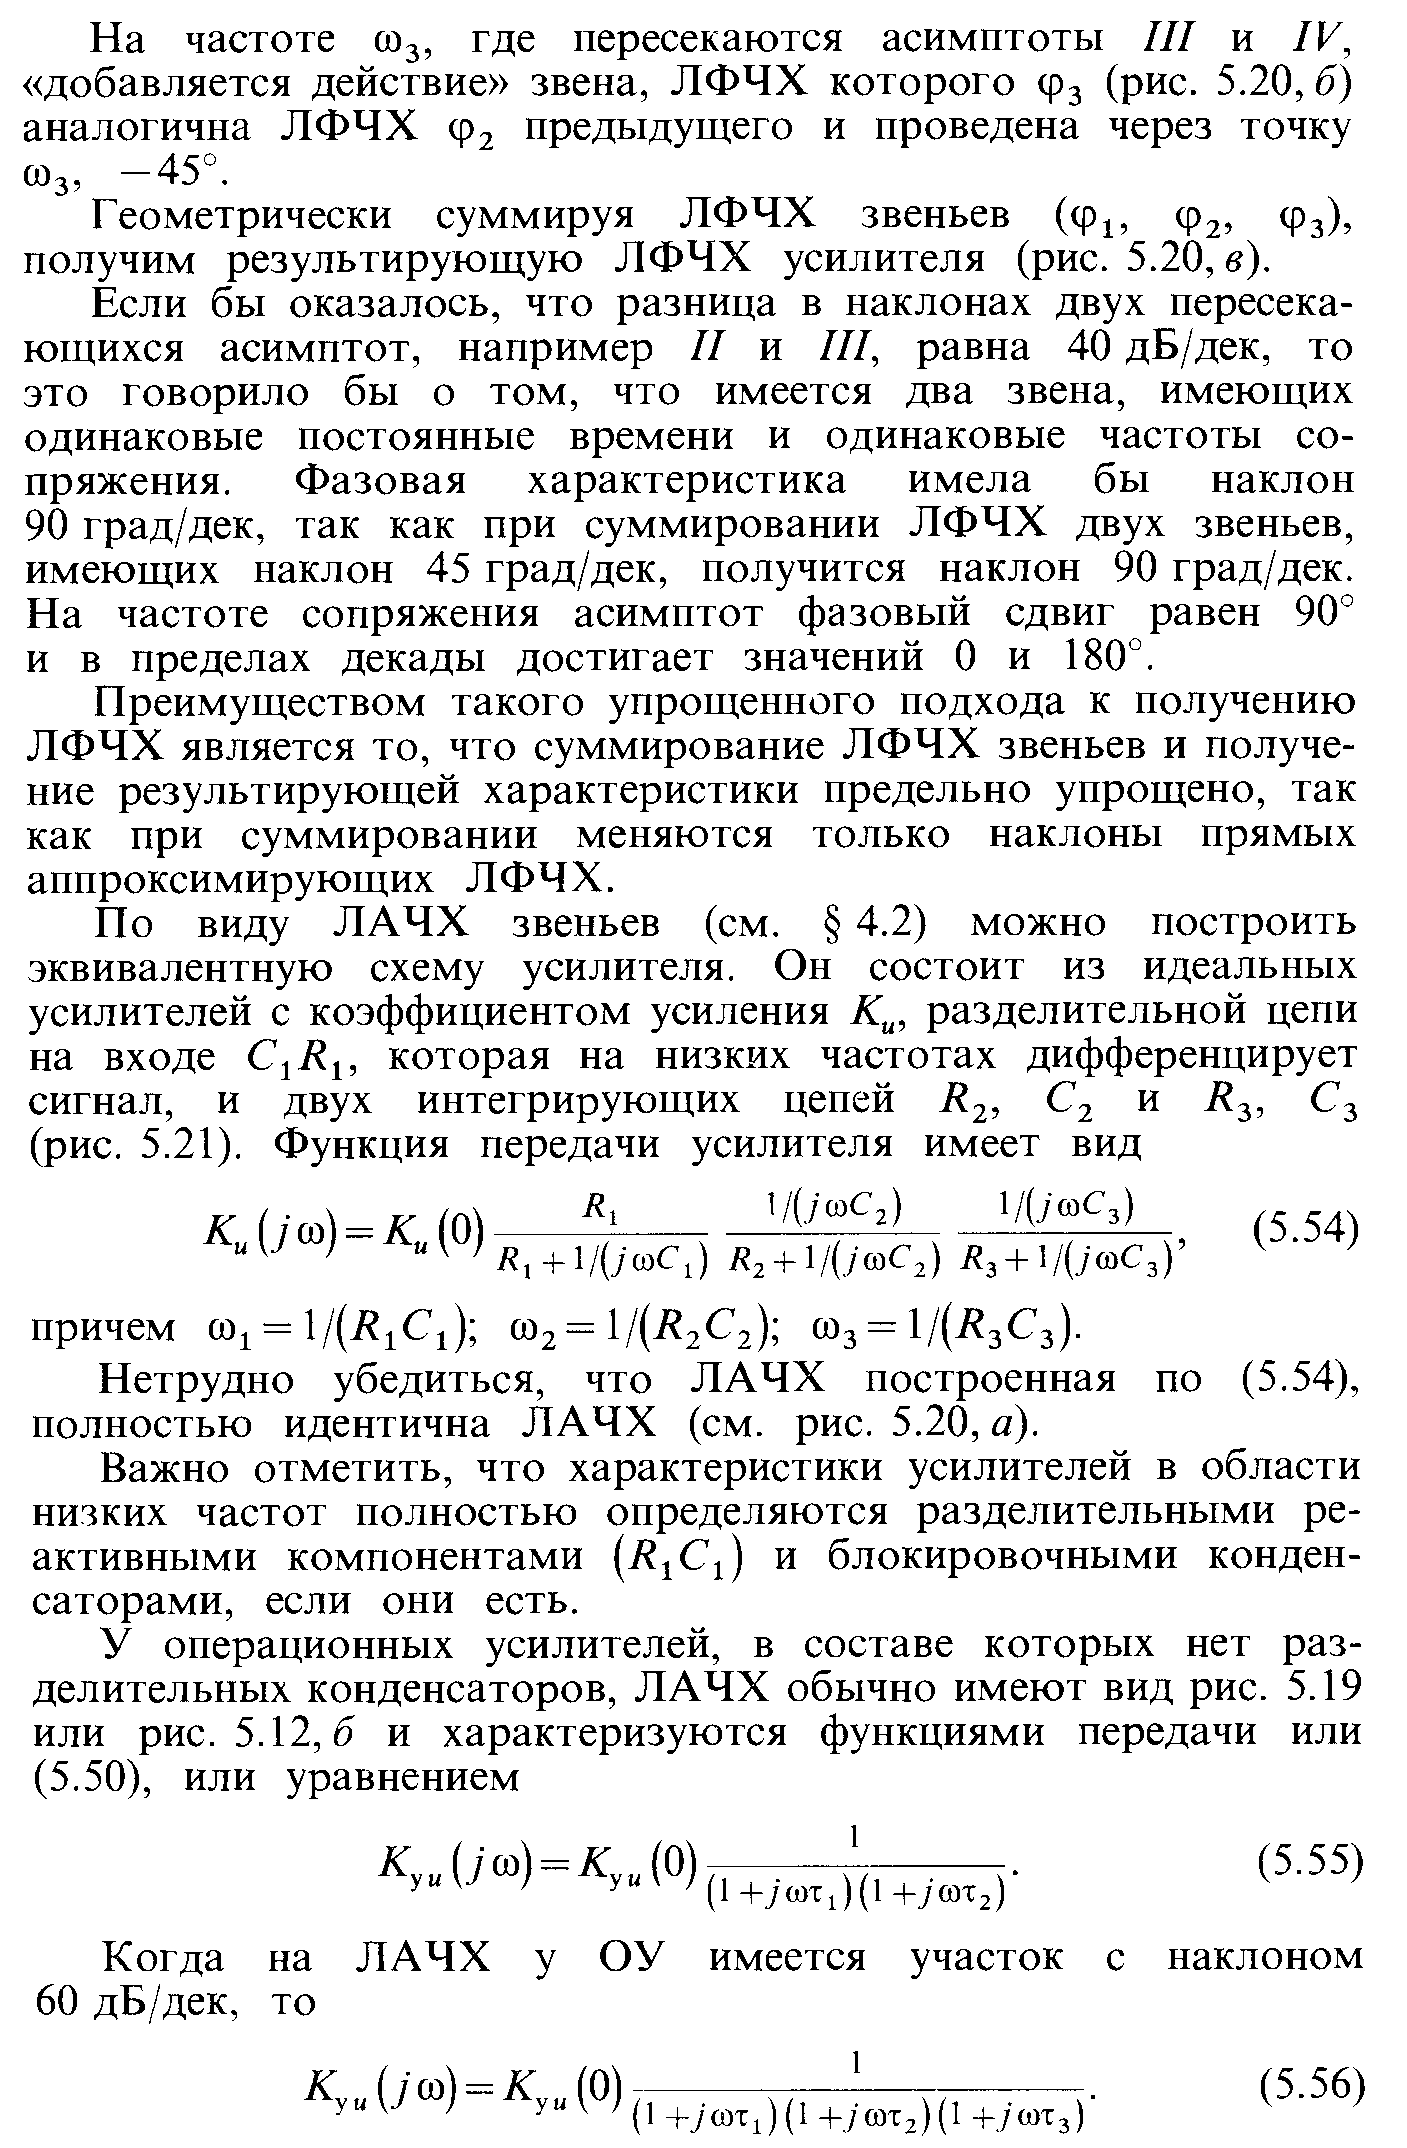 На частоте ω₃, где пересекаются асимптоты III и IV,
«добавляется действие» звена, ЛФЧХ которого φ₃ (рис. 5.20, б)
аналогична ЛФЧХ φ₂ предыдущего и проведена через точку
ω₃, −45°.
Геометрически суммируя ЛФЧХ звеньев (φ₁, φ₂, φ₃),
получим результирующую ЛФЧХ усилителя (рис. 5.20, в).
Если бы оказалось, что разница в наклонах двух пересека-
ющихся асимптот, например II и III, равна 40 дБ/дек, то
это говорило бы о том, что имеется два звена, имеющих
одинаковые постоянные времени и одинаковые частоты со-
пряжения. Фазовая характеристика имела бы наклон
90 град/дек, так как при суммировании ЛФЧХ двух звеньев,
имеющих наклон 45 град/дек, получится наклон 90 град/дек.
На частоте сопряжения асимптот фазовый сдвиг равен 90°
и в пределах декады достигает значений 0 и 180°.
Преимуществом такого упрощенного подхода к получению
ЛФЧХ является то, что суммирование ЛФЧХ звеньев и получе-
ние результирующей характеристики предельно упрощено, так
как при суммировании меняются только наклоны прямых
аппроксимирующих ЛФЧХ.
По виду ЛАЧХ звеньев (см. § 4.2) можно построить
эквивалентную схему усилителя. Он состоит из идеальных
усилителей с коэффициентом усиления Kᵤ, разделительной цепи
на входе C₁R₁, которая на низких частотах дифференцирует
сигнал, и двух интегрирующих цепей R₂, C₂ и R₃, C₃
(рис. 5.21). Функция передачи усилителя имеет вид
Kᵤ(jω) = Kᵤ(0) R₁/(R₁ + 1/(jωC₁)) · (1/(jωC₂))/(R₂ + 1/(jωC₂)) · (1/(jωC₃))/(R₃ + 1/(jωC₃)), (5.54)
причем ω₁ = 1/(R₁C₁); ω₂ = 1/(R₂C₂); ω₃ = 1/(R₃C₃).
Нетрудно убедиться, что ЛАЧХ построенная по (5.54),
полностью идентична ЛАЧХ (см. рис. 5.20, а).
Важно отметить, что характеристики усилителей в области
низких частот полностью определяются разделительными ре-
активными компонентами (R₁C₁) и блокировочными конден-
саторами, если они есть.
У операционных усилителей, в составе которых нет раз-
делительных конденсаторов, ЛАЧХ обычно имеют вид рис. 5.19
или рис. 5.12, б и характеризуются функциями передачи или
(5.50), или уравнением
K_{у и}(jω) = K_{у и}(0) 1/((1 + jωτ₁)(1 + jωτ₂)). (5.55)
Когда на ЛАЧХ у ОУ имеется участок с наклоном
60 дБ/дек, то
K_{у и}(jω) = K_{у и}(0) 1/((1 + jωτ₁)(1 + jωτ₂)(1 + jωτ₃)). (5.56)